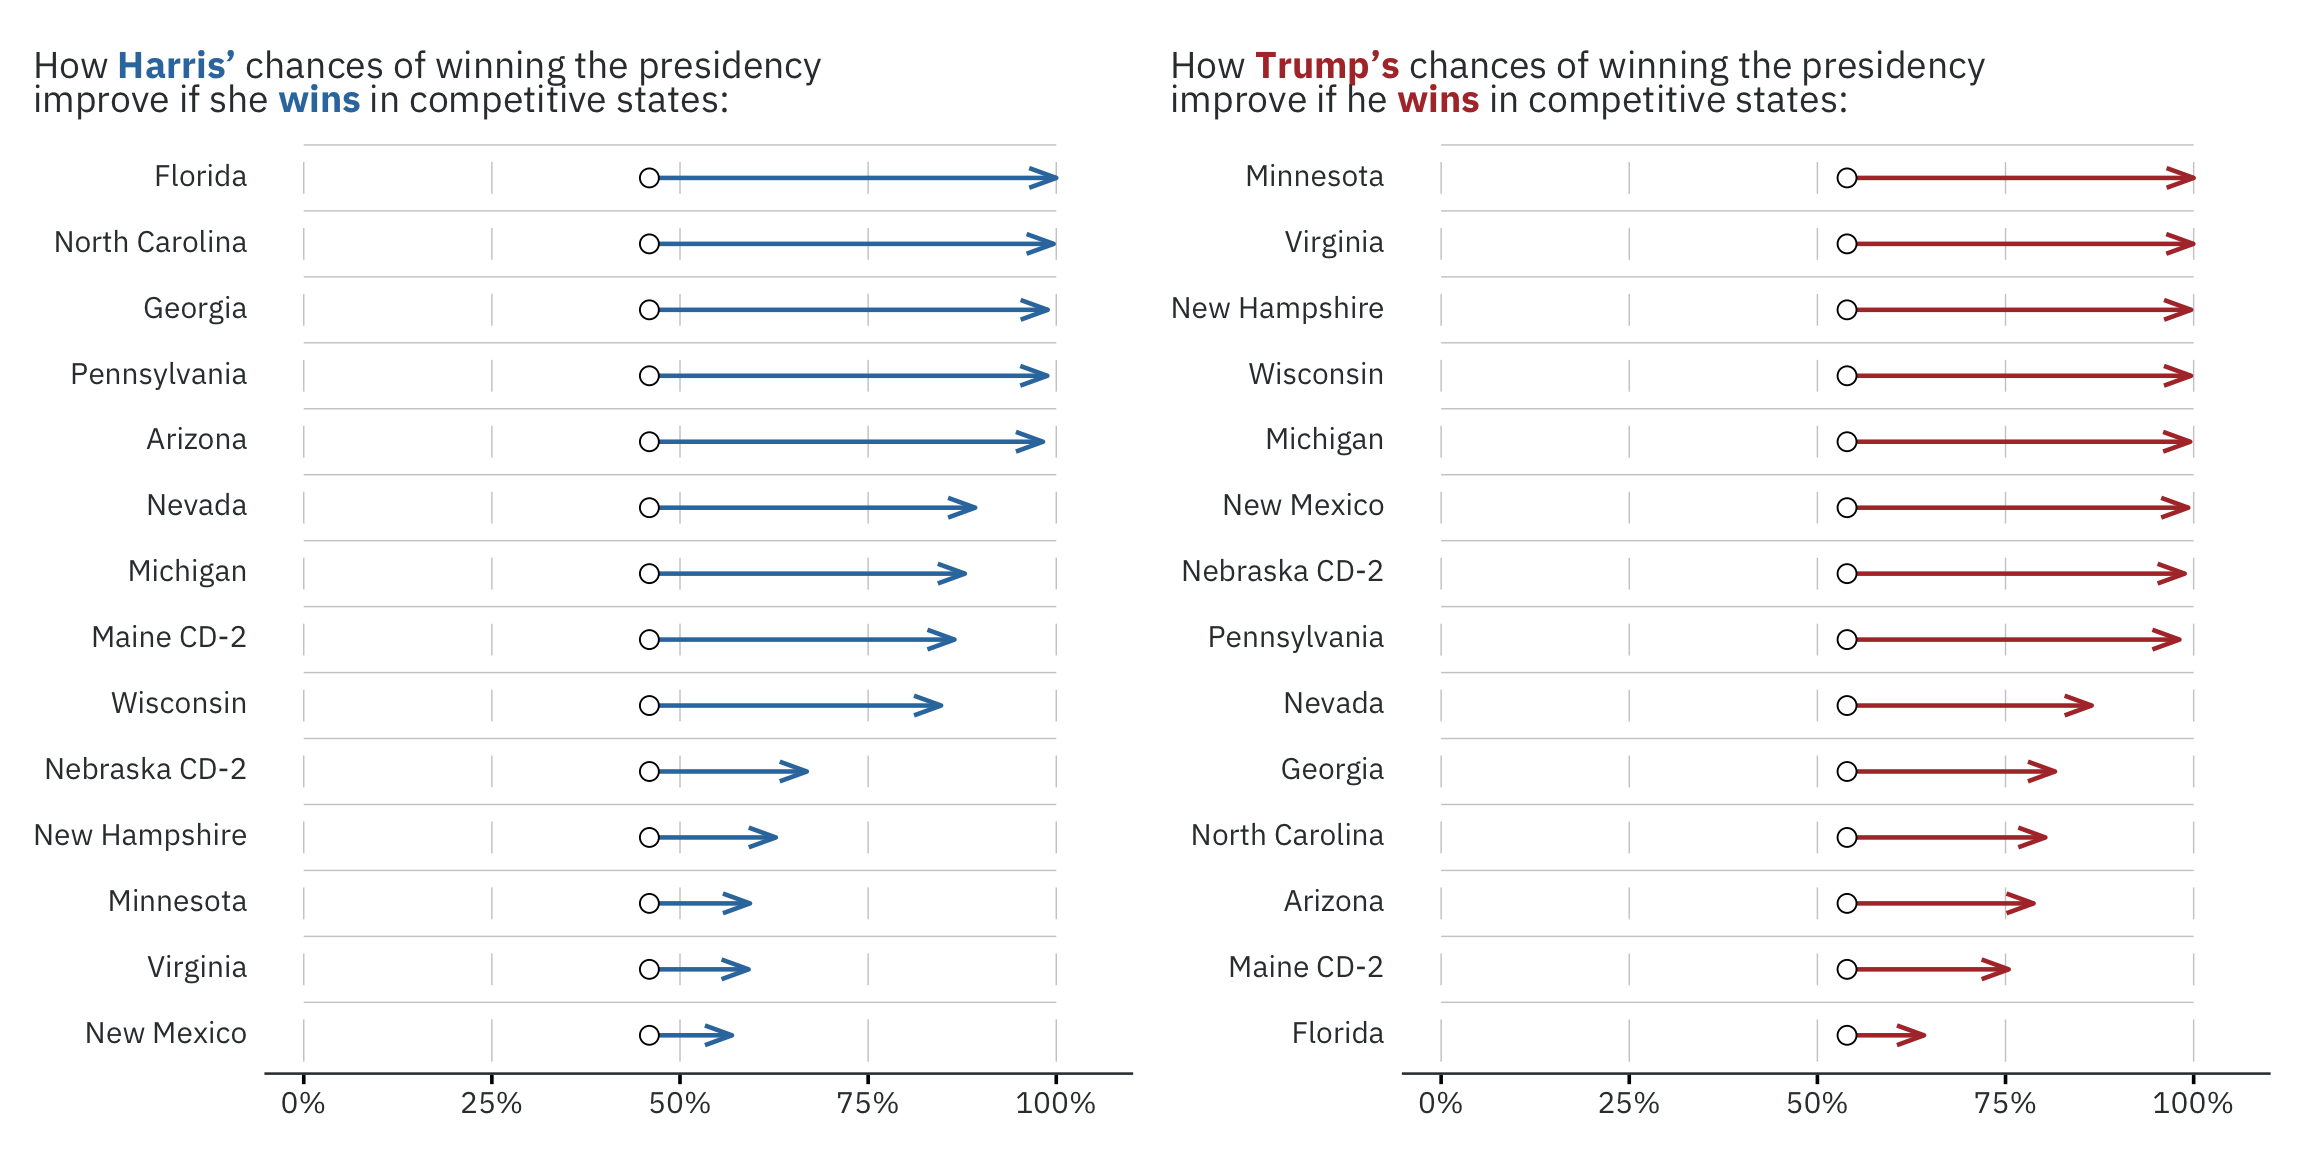 How Harris’ chances of winning the presidency
improve if she wins in competitive states:
Florida
North Carolina
Georgia
Pennsylvania
Arizona
Nevada
Michigan
Maine CD-2
Wisconsin
Nebraska CD-2
New Hampshire
Minnesota
Virginia
New Mexico
0% 25% 50% 75% 100%
How Trump’s chances of winning the presidency
improve if he wins in competitive states:
Minnesota
Virginia
New Hampshire
Wisconsin
Michigan
New Mexico
Nebraska CD-2
Pennsylvania
Nevada
Georgia
North Carolina
Arizona
Maine CD-2
Florida
0% 25% 50% 75% 100%